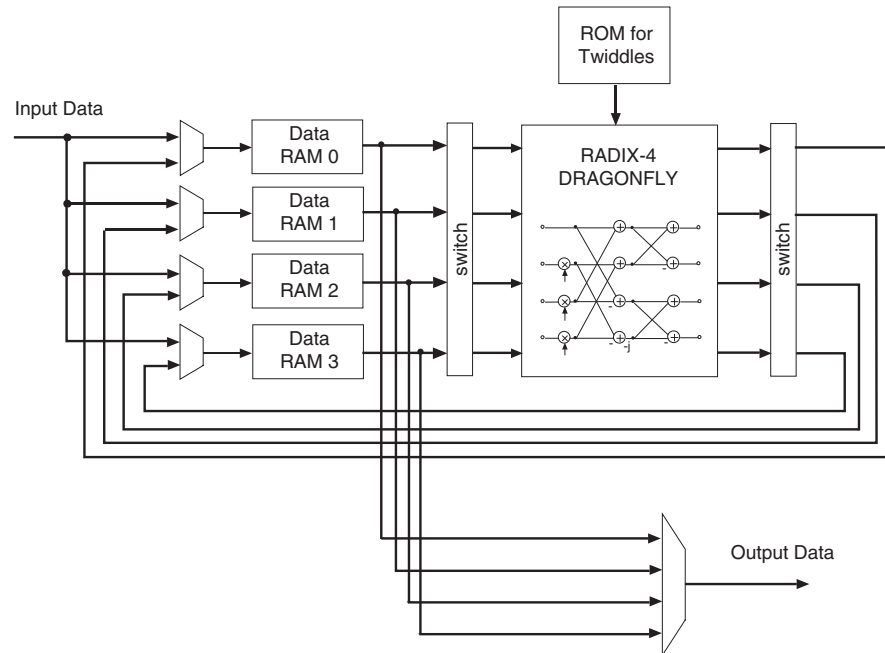 ROM for
Twiddles
Input Data
Data
RAM 0
Data
RAM 1
Data
RAM 2
Data
RAM 3
switch
RADIX-4
DRAGONFLY
-
-
-
-j
-
switch
Output Data